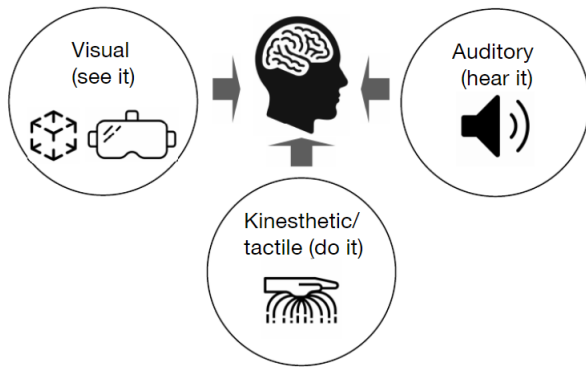 Visual
(see it)
Auditory
(hear it)
Kinesthetic/
tactile (do it)